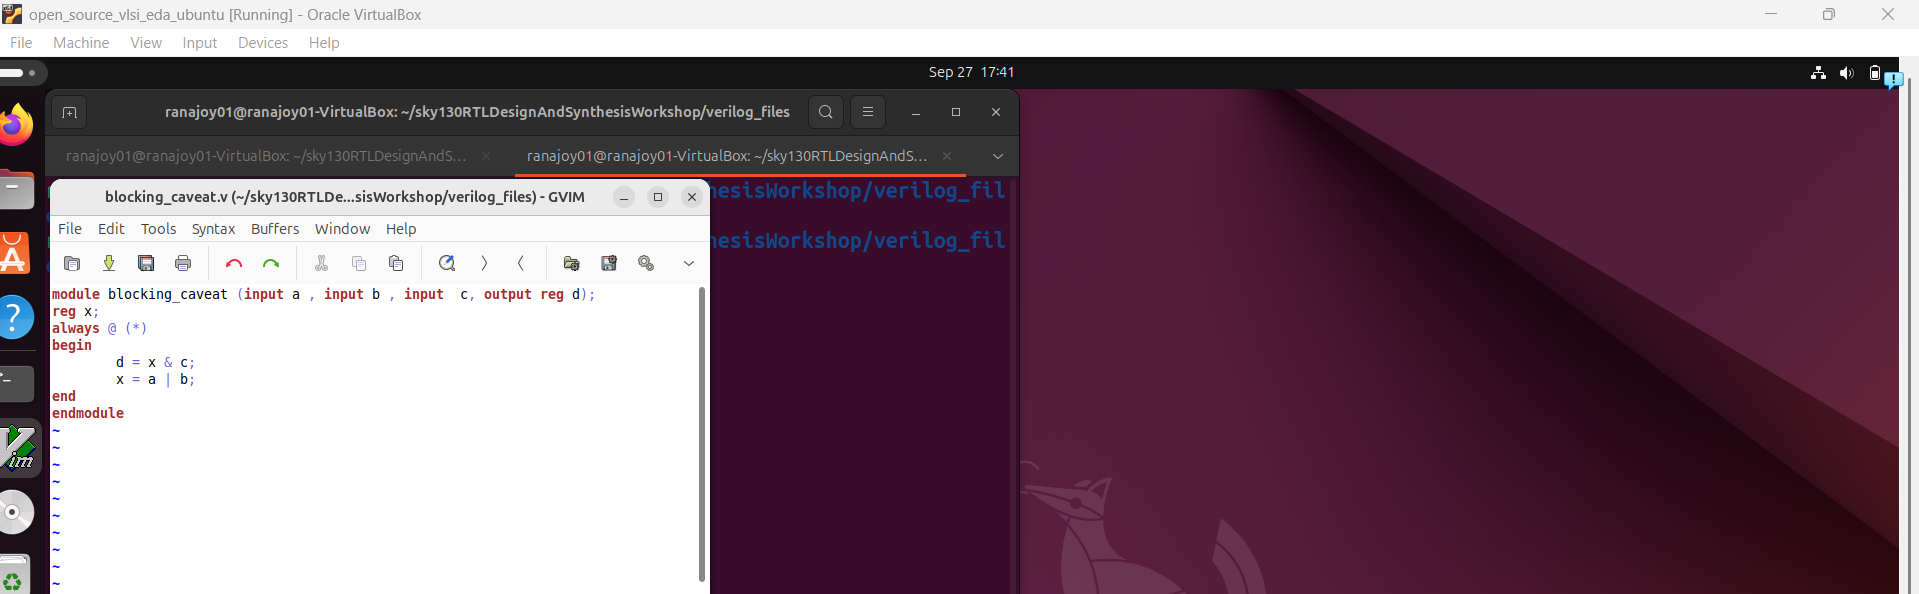 open_source_vlsi_eda_ubuntu [Running] - Oracle VirtualBox
File Machine View Input Devices Help
Sep 27 17:41
ranajoy01@ranajoy01-VirtualBox: ~/sky130RTLDesignAndSynthesisWorkshop/verilog_files
ranajoy01@ranajoy01-VirtualBox: ~/sky130RTLDesignAndS... ranajoy01@ranajoy01-VirtualBox: ~/sky130RTLDesignAndS...
hesisWorkshop/verilog_fil
blocking_caveat.v (~/sky130RTLDe...sisWorkshop/verilog_files) - GVIM
File Edit Tools Syntax Buffers Window Help
hesisWorkshop/verilog_fil
module blocking_caveat (input a , input b , input  c, output reg d);
reg x;
always @ (*)
begin
        d = x & c;
        x = a | b;
end
endmodule
~
~
~
~
~
~
~
~
~
~